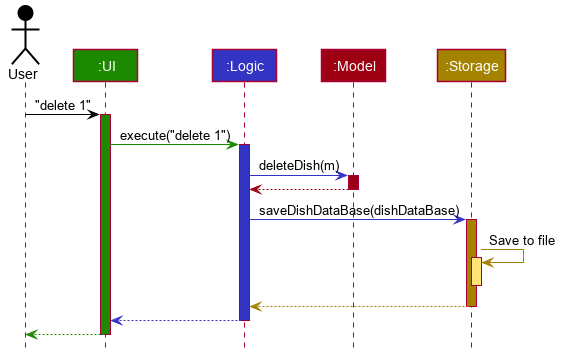 User
:UI
:Logic
:Model
:Storage
"delete 1"
execute("delete 1")
deleteDish(m)
saveDishDataBase(dishDataBase)
Save to file